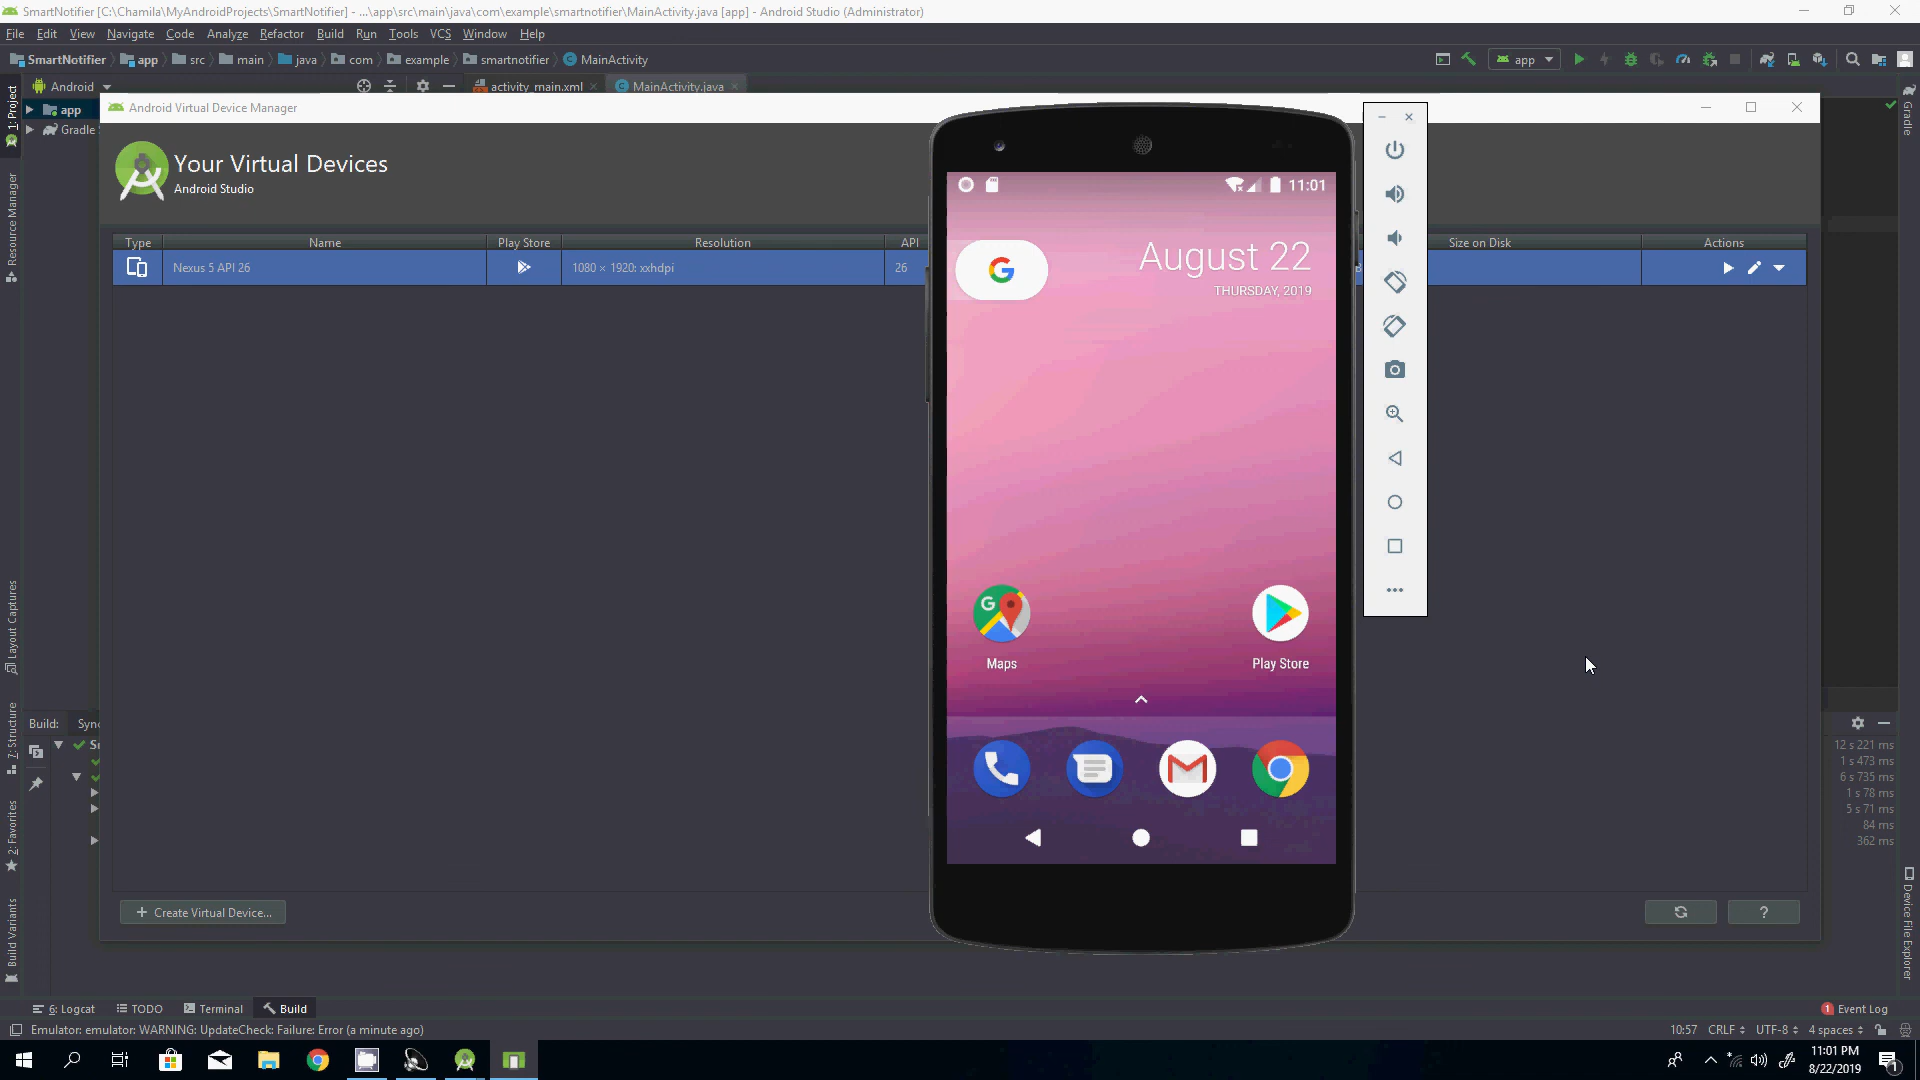 SmartNotifier [C:\Chamila\MyAndroidProjects\SmartNotifier] - ...\app\src\main\java\com\example\smartnotifier\MainActivity.java [app] - Android Studio (Administrator)
File Edit View Navigate Code Analyze Refactor Build Run Tools VCS Window Help
SmartNotifier app src main java com example smartnotifier MainActivity
app
Android
activity_main.xml
MainActivity.java
1: Project
Resource Manager
Layout Captures
7: Structure
2: Favorites
Build Variants
app
Gradle
Android Virtual Device Manager
Your Virtual Devices
Android Studio
Type Name Play Store Resolution API Size on Disk Actions
Nexus 5 API 26 1080 × 1920: xxhdpi 26
11:01
G
August 22
THURSDAY, 2019
Maps
Play Store
Create Virtual Device...
?
Build:
12 s 221 ms
1 s 473 ms
6 s 735 ms
1 s 78 ms
5 s 71 ms
84 ms
362 ms
Gradle
Device File Explorer
6: Logcat TODO Terminal Build
1 Event Log
Emulator: emulator: WARNING: UpdateCheck: Failure: Error (a minute ago)
10:57 CRLF UTF-8 4 spaces
11:01 PM
8/22/2019
1